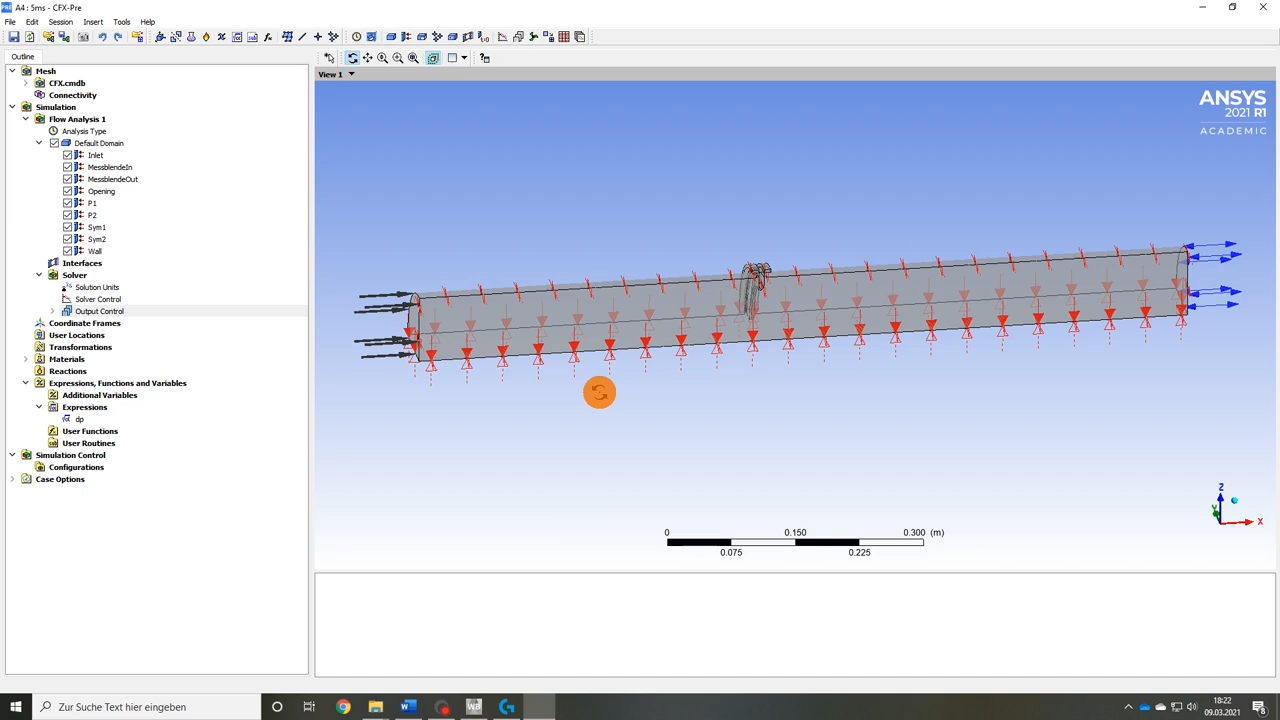 A4: 5ms - CFX-Pre
File Edit Session Insert Tools Help
Outline
View 1
Mesh
CFX.cmdb
Connectivity
Simulation
Flow Analysis 1
Analysis Type
Default Domain
Inlet
MessblendeIn
MessblendeOut
Opening
P1
P2
Sym1
Sym2
Wall
Interfaces
Solver
Solution Units
Solver Control
Output Control
Coordinate Frames
User Locations
Transformations
Materials
Reactions
Expressions, Functions and Variables
Additional Variables
Expressions
dp
User Functions
User Routines
Simulation Control
Configurations
Case Options
ANSYS
2021 R1
ACADEMIC
Z
Y
X
0 0.150 0.300 (m)
0.075 0.225
Zur Suche Text hier eingeben
18:22
09.03.2021
8